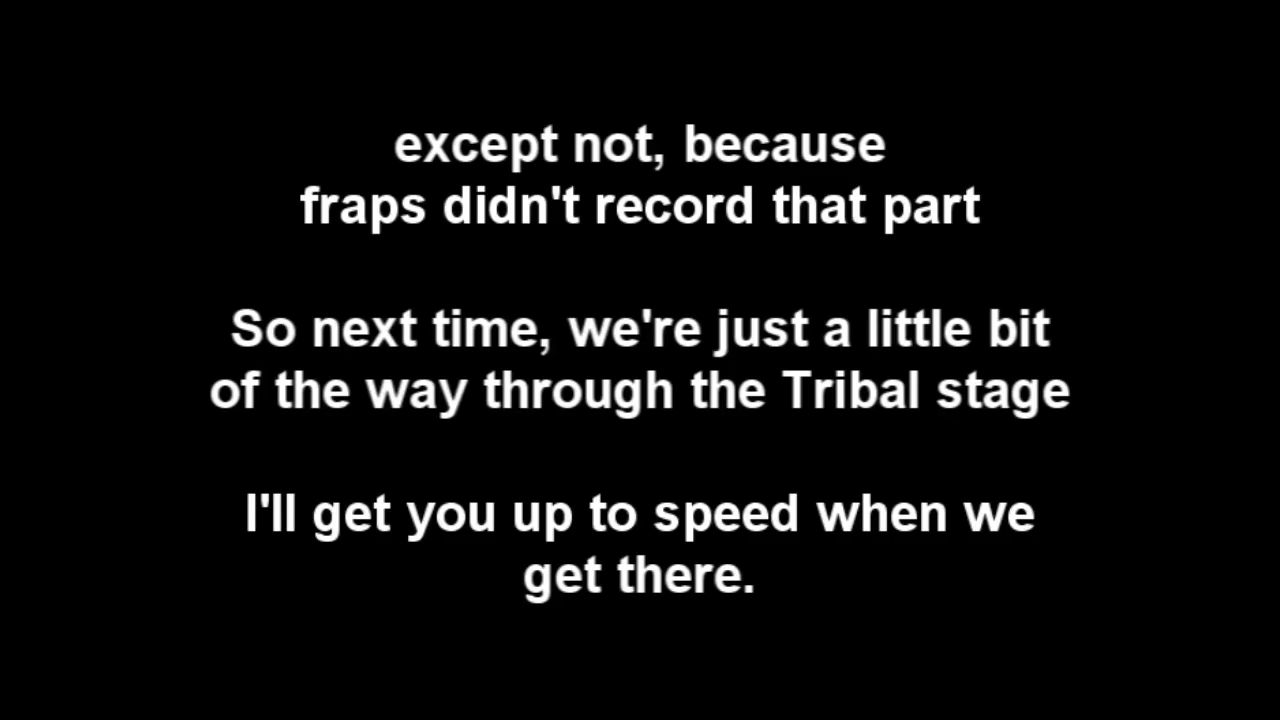 except not, because
fraps didn't record that part
So next time, we're just a little bit
of the way through the Tribal stage
I'll get you up to speed when we
get there.